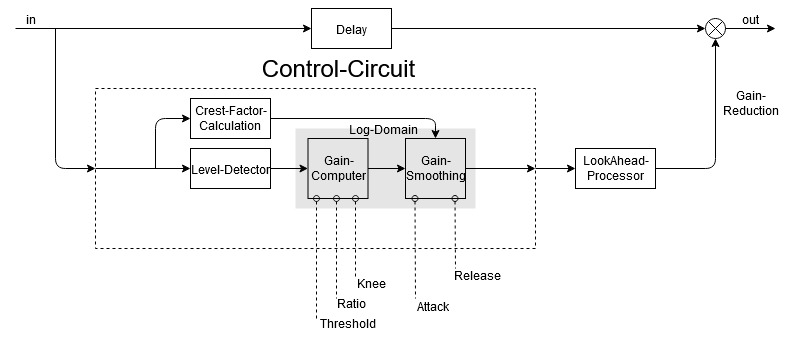 in
out
Delay
Control-Circuit
Gain-
Reduction
Crest-Factor-
Calculation
Log-Domain
Level-Detector
Gain-
Computer
Gain-
Smoothing
LookAhead-
Processor
Knee
Release
Ratio
Attack
Threshold